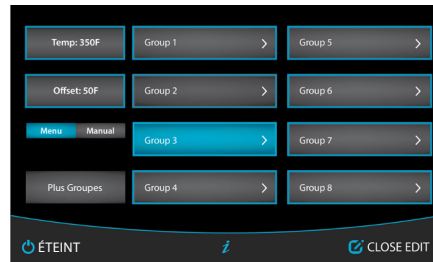 Temp: 350F
Group 1 >
Group 5 >
Offset: 50F
Group 2 >
Group 6 >
Menu Manual
Group 3 >
Group 7 >
Plus Groupes
Group 4 >
Group 8 >
ÉTEINT
i
CLOSE EDIT